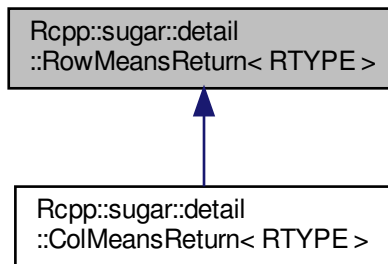 Rcpp::sugar::detail
::RowMeansReturn< RTYPE >
Rcpp::sugar::detail
::ColMeansReturn< RTYPE >